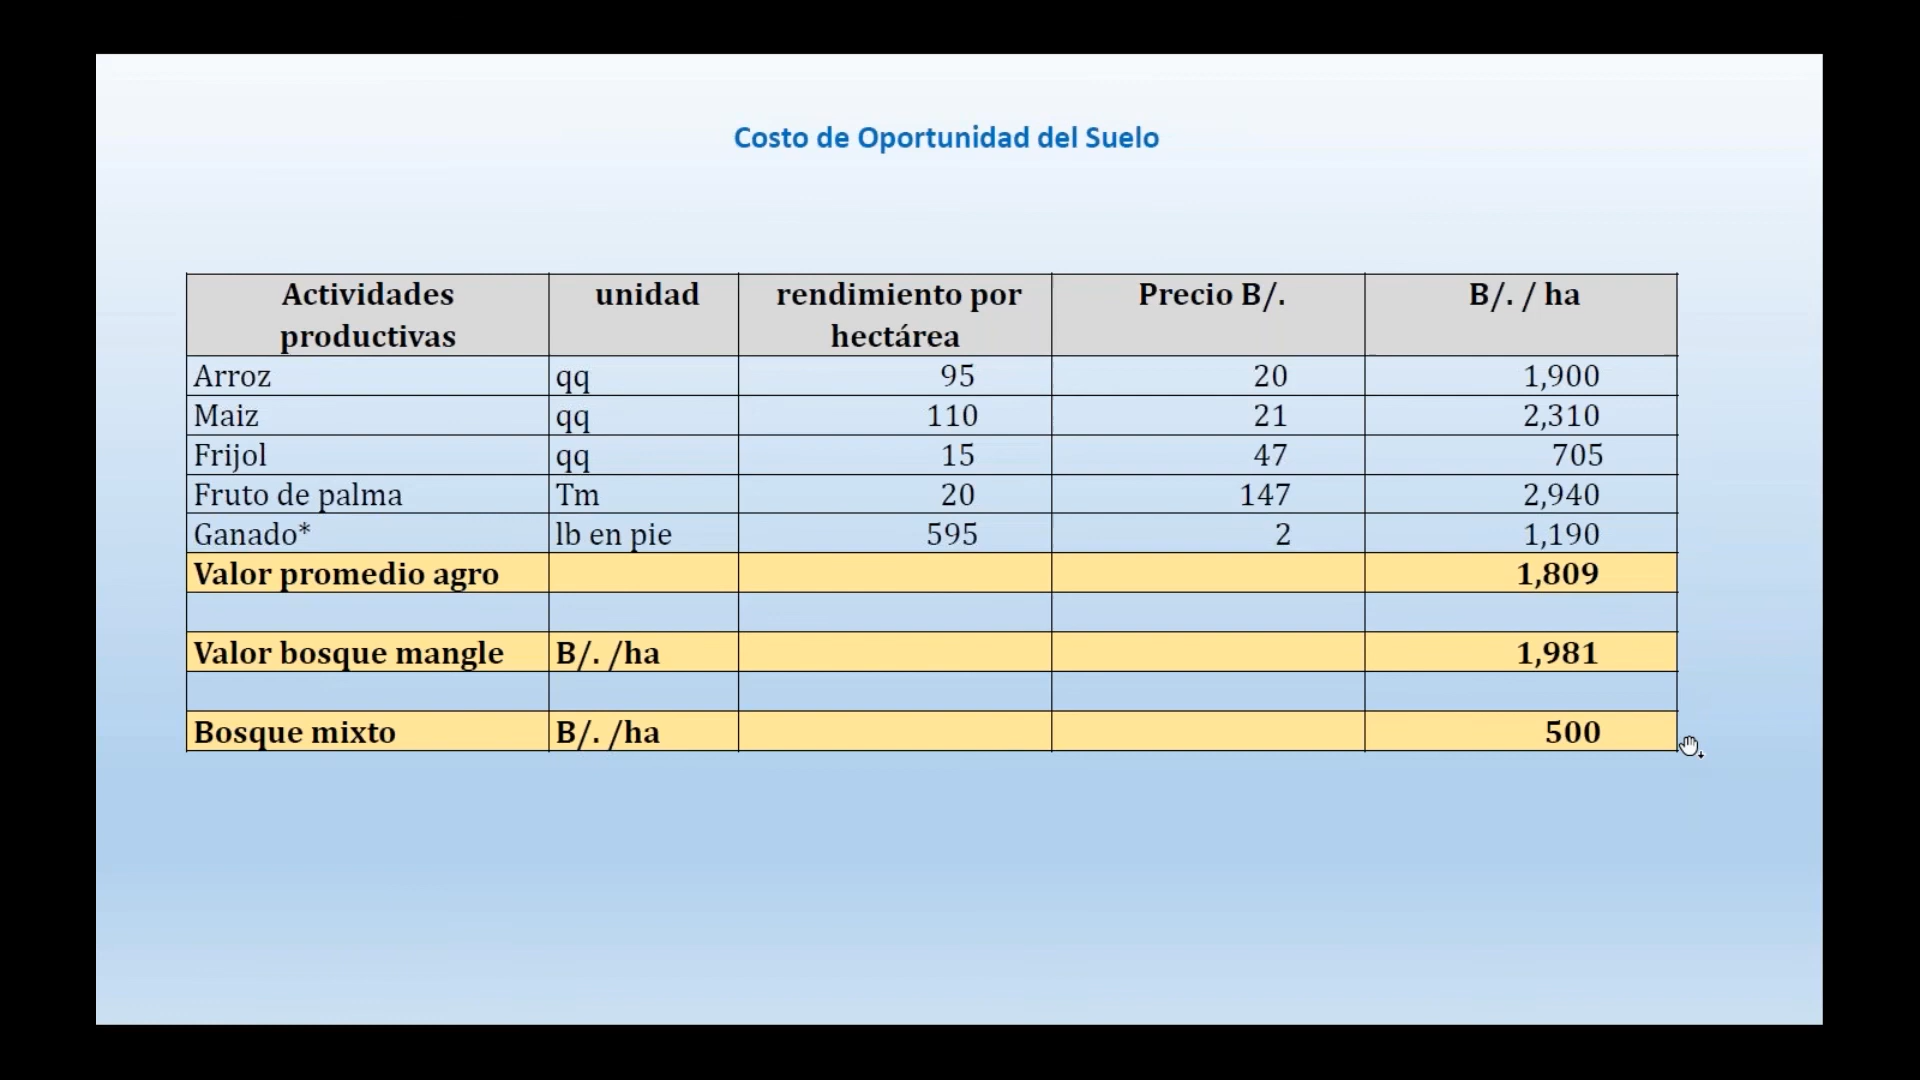 Costo de Oportunidad del Suelo
Actividades productivas unidad rendimiento por hectárea Precio B/. B/. / ha
Arroz qq 95 20 1,900
Maiz qq 110 21 2,310
Frijol qq 15 47 705
Fruto de palma Tm 20 147 2,940
Ganado* lb en pie 595 2 1,190
Valor promedio agro 1,809
Valor bosque mangle B/. /ha 1,981
Bosque mixto B/. /ha 500